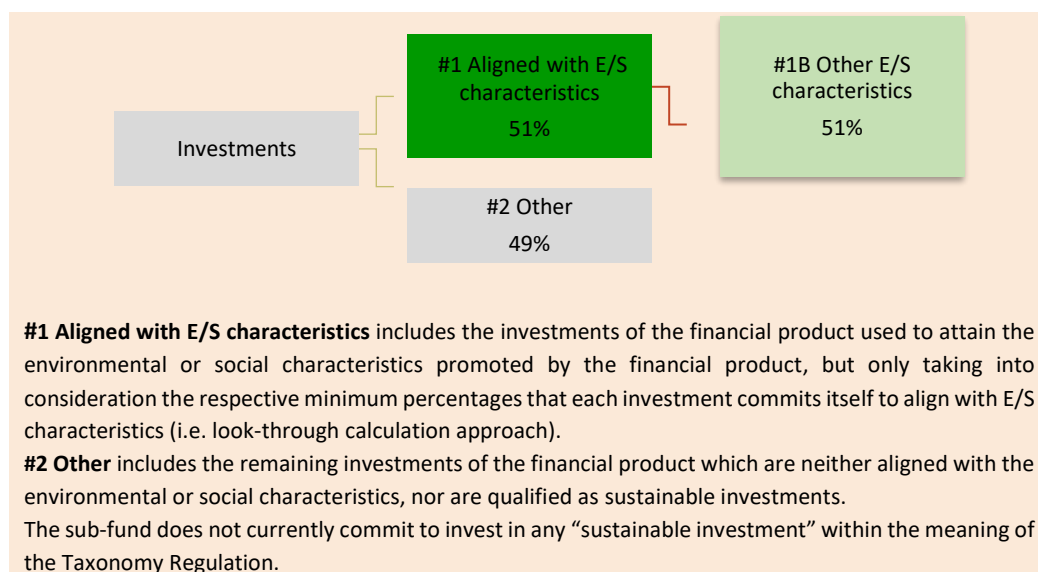 Investments
#1 Aligned with E/S
characteristics
51%
#1B Other E/S
characteristics
51%
#2 Other
49%
#1 Aligned with E/S characteristics includes the investments of the financial product used to attain the
environmental or social characteristics promoted by the financial product, but only taking into
consideration the respective minimum percentages that each investment commits itself to align with E/S
characteristics (i.e. look-through calculation approach).
#2 Other includes the remaining investments of the financial product which are neither aligned with the
environmental or social characteristics, nor are qualified as sustainable investments.
The sub-fund does not currently commit to invest in any “sustainable investment” within the meaning of
the Taxonomy Regulation.